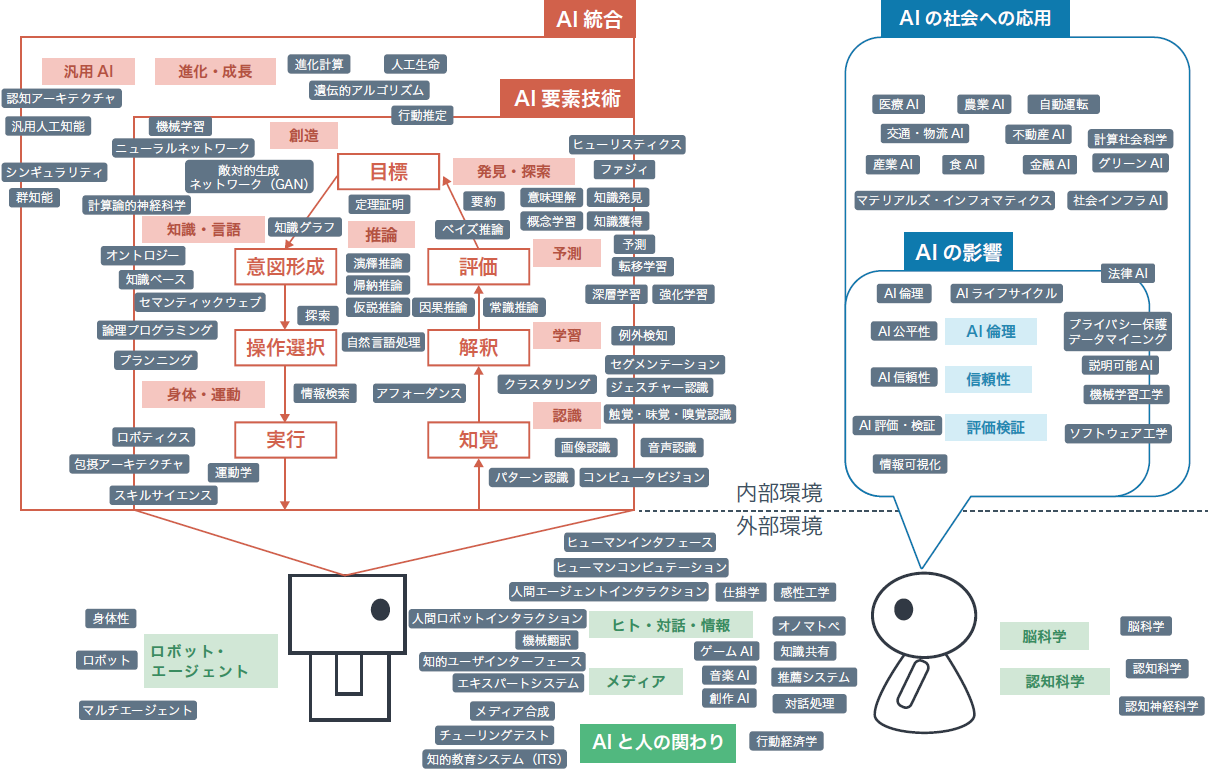 AI 統合
AI の社会への応用
汎用 AI
進化・成長
進化計算
人工生命
遺伝的アルゴリズム
認知アーキテクチャ
AI 要素技術
行動推定
汎用人工知能
機械学習
創造
ニューラルネットワーク
ヒューリスティクス
シンギュラリティ
敵対的生成
ネットワーク（GAN）
目標
発見・探索
ファジィ
群知能
計算論的神経科学
定理証明
要約
意味理解
知識発見
知識・言語
知識グラフ
推論
ベイズ推論
概念学習
知識獲得
オントロジー
意図形成
演繹推論
評価
予測
予測
転移学習
知識ベース
帰納推論
セマンティックウェブ
仮説推論
因果推論
常識推論
深層学習
強化学習
探索
論理プログラミング
操作選択
自然言語処理
解釈
学習
例外検知
プランニング
セグメンテーション
身体・運動
情報検索
アフォーダンス
クラスタリング
ジェスチャー認識
認識
触覚・味覚・嗅覚認識
ロボティクス
実行
知覚
画像認識
音声認識
包摂アーキテクチャ
運動学
パターン認識
コンピュータビジョン
スキルサイエンス
内部環境
外部環境
医療 AI
農業 AI
自動運転
交通・物流 AI
不動産 AI
計算社会科学
産業 AI
食 AI
金融 AI
グリーン AI
マテリアルズ・インフォマティクス
社会インフラ AI
AI の影響
法律 AI
AI 倫理
AI ライフサイクル
AI 公平性
AI 倫理
プライバシー保護
データマイニング
説明可能 AI
AI 信頼性
信頼性
機械学習工学
AI 評価・検証
評価検証
ソフトウェア工学
情報可視化
ヒューマンインタフェース
ヒューマンコンピュテーション
人間エージェントインタラクション
仕掛学
感性工学
身体性
人間ロボットインタラクション
ヒト・対話・情報
オノマトペ
機械翻訳
ロボット・
エージェント
ロボット
知的ユーザインターフェース
ゲーム AI
知識共有
エキスパートシステム
メディア
音楽 AI
推薦システム
マルチエージェント
メディア合成
創作 AI
対話処理
チューリングテスト
AI と人の関わり
行動経済学
知的教育システム（ITS）
脳科学
脳科学
認知科学
認知科学
認知神経科学